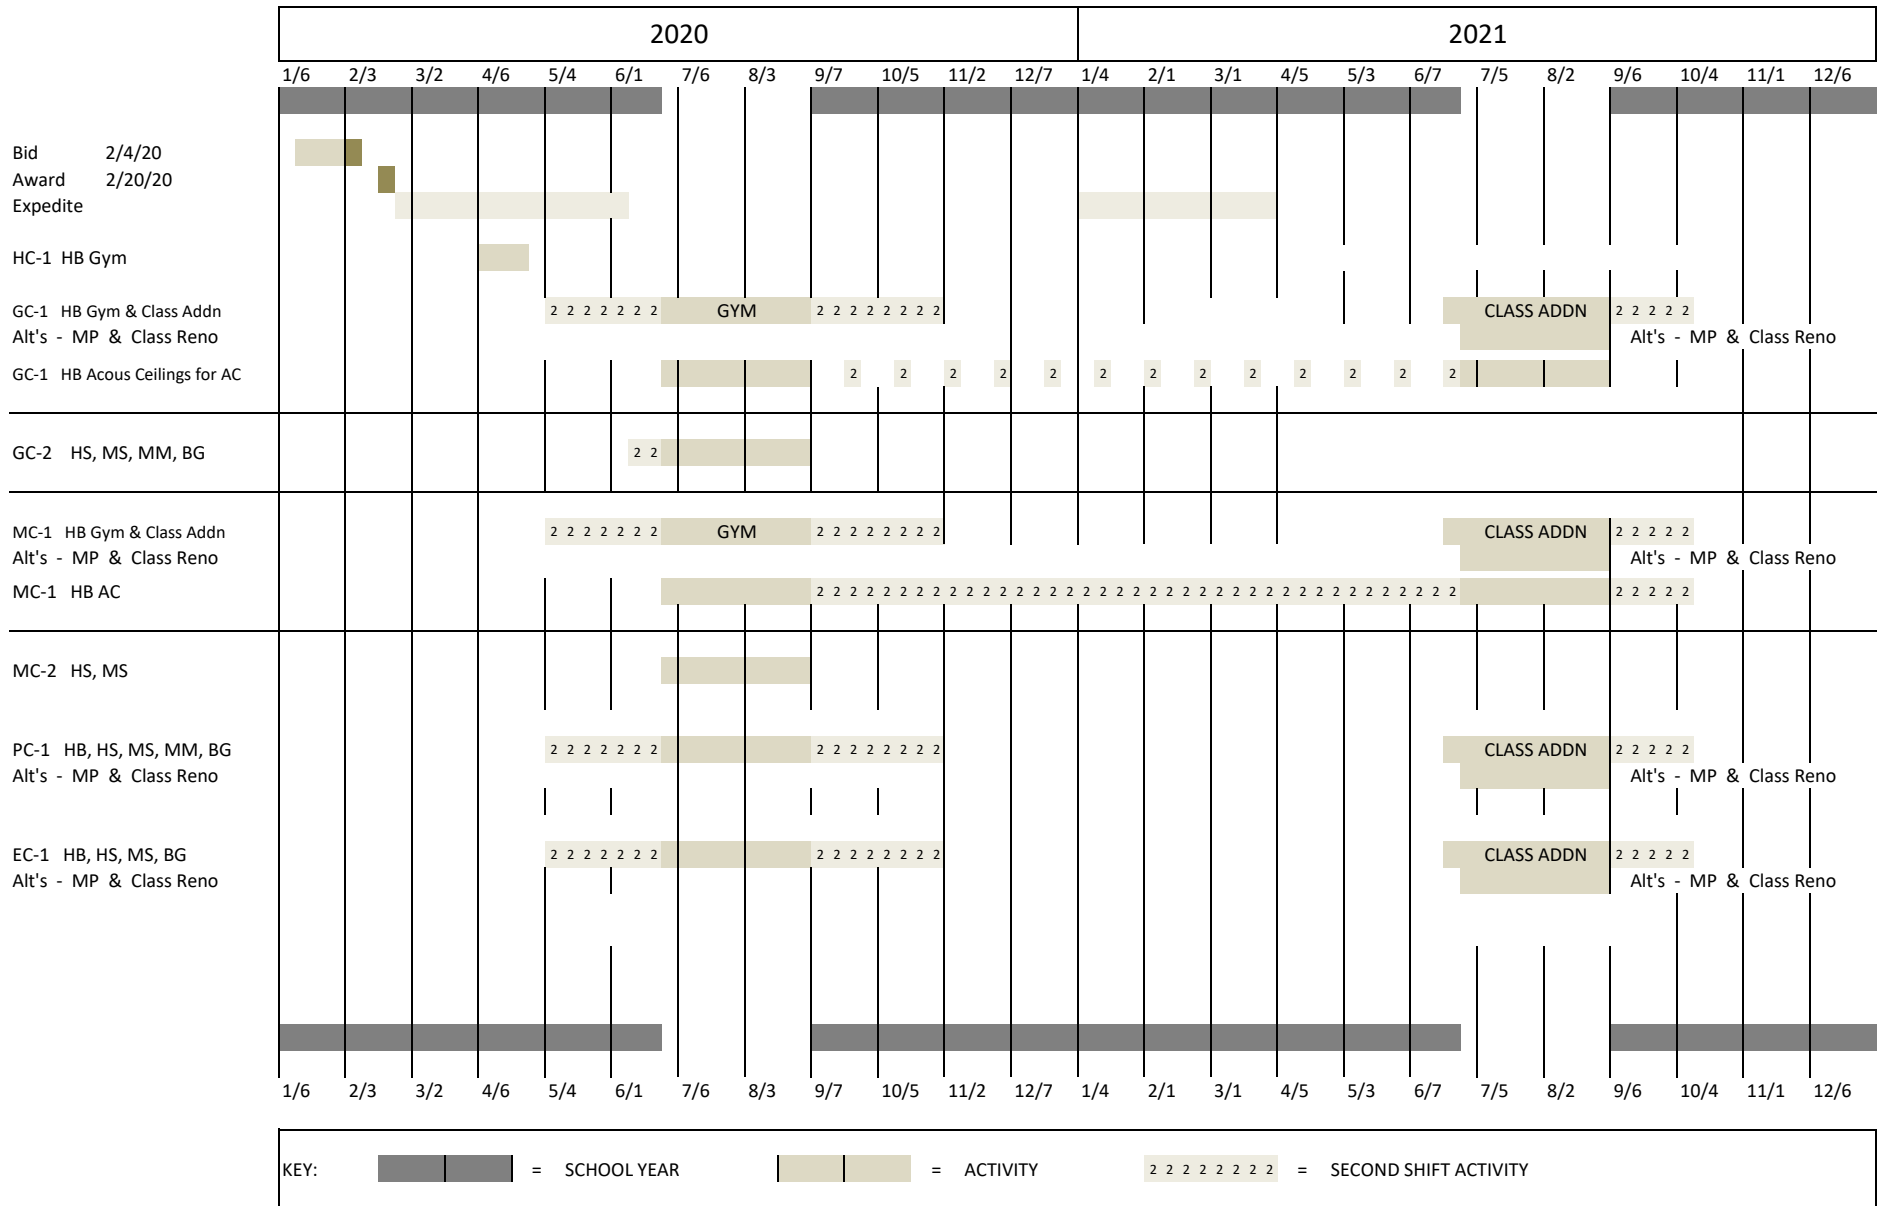 2020 2021
1/6 2/3 3/2 4/6 5/4 6/1 7/6 8/3 9/7 10/5 11/2 12/7 1/4 2/1 3/1 4/5 5/3 6/7 7/5 8/2 9/6 10/4 11/1 12/6
Bid 2/4/20
Award 2/20/20
Expedite
HC-1 HB Gym
GC-1 HB Gym & Class Addn 2 2 2 2 2 2 2 GYM 2 2 2 2 2 2 2 2 CLASS ADDN 2 2 2 2 2
Alt's - MP & Class Reno Alt's - MP & Class Reno
GC-1 HB Acous Ceilings for AC 2 2 2 2 2 2 2 2 2 2 2 2 2
GC-2 HS, MS, MM, BG 2 2
MC-1 HB Gym & Class Addn 2 2 2 2 2 2 2 GYM 2 2 2 2 2 2 2 2 CLASS ADDN 2 2 2 2 2
Alt's - MP & Class Reno Alt's - MP & Class Reno
MC-1 HB AC 2 2 2 2 2 2 2 2 2 2 2 2 2 2 2 2 2 2 2 2 2 2 2 2 2 2 2 2 2 2 2 2 2 2 2 2 2 2 2 2 2 2 2 2
MC-2 HS, MS
PC-1 HB, HS, MS, MM, BG 2 2 2 2 2 2 2 2 2 2 2 2 2 2 2 CLASS ADDN 2 2 2 2 2
Alt's - MP & Class Reno Alt's - MP & Class Reno
EC-1 HB, HS, MS, BG 2 2 2 2 2 2 2 2 2 2 2 2 2 2 2 CLASS ADDN 2 2 2 2 2
Alt's - MP & Class Reno Alt's - MP & Class Reno
1/6 2/3 3/2 4/6 5/4 6/1 7/6 8/3 9/7 10/5 11/2 12/7 1/4 2/1 3/1 4/5 5/3 6/7 7/5 8/2 9/6 10/4 11/1 12/6
KEY: = SCHOOL YEAR = ACTIVITY 2 2 2 2 2 2 2 2 = SECOND SHIFT ACTIVITY